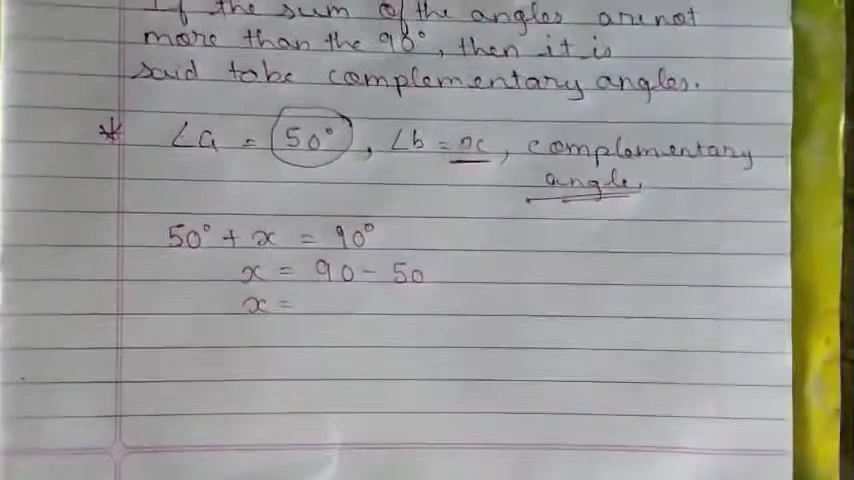 If the sum of the angles are not
more than the 90°, then it is
said to be complementary angles.
* ∠a = 50°, ∠b = x, complementary
angle.
50° + x = 90°
x = 90 - 50
x =